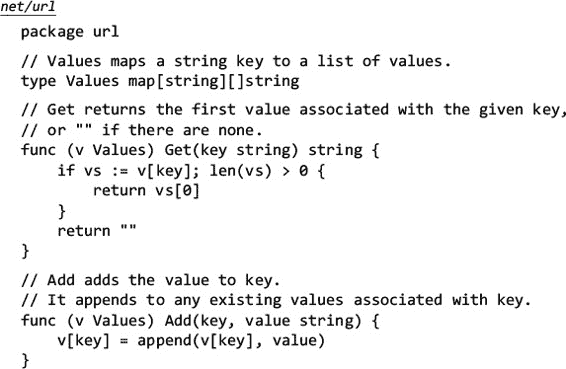 net/url
package url
// Values maps a string key to a list of values.
type Values map[string][]string
// Get returns the first value associated with the given key,
// or "" if there are none.
func (v Values) Get(key string) string {
    if vs := v[key]; len(vs) > 0 {
        return vs[0]
    }
    return ""
}
// Add adds the value to key.
// It appends to any existing values associated with key.
func (v Values) Add(key, value string) {
    v[key] = append(v[key], value)
}